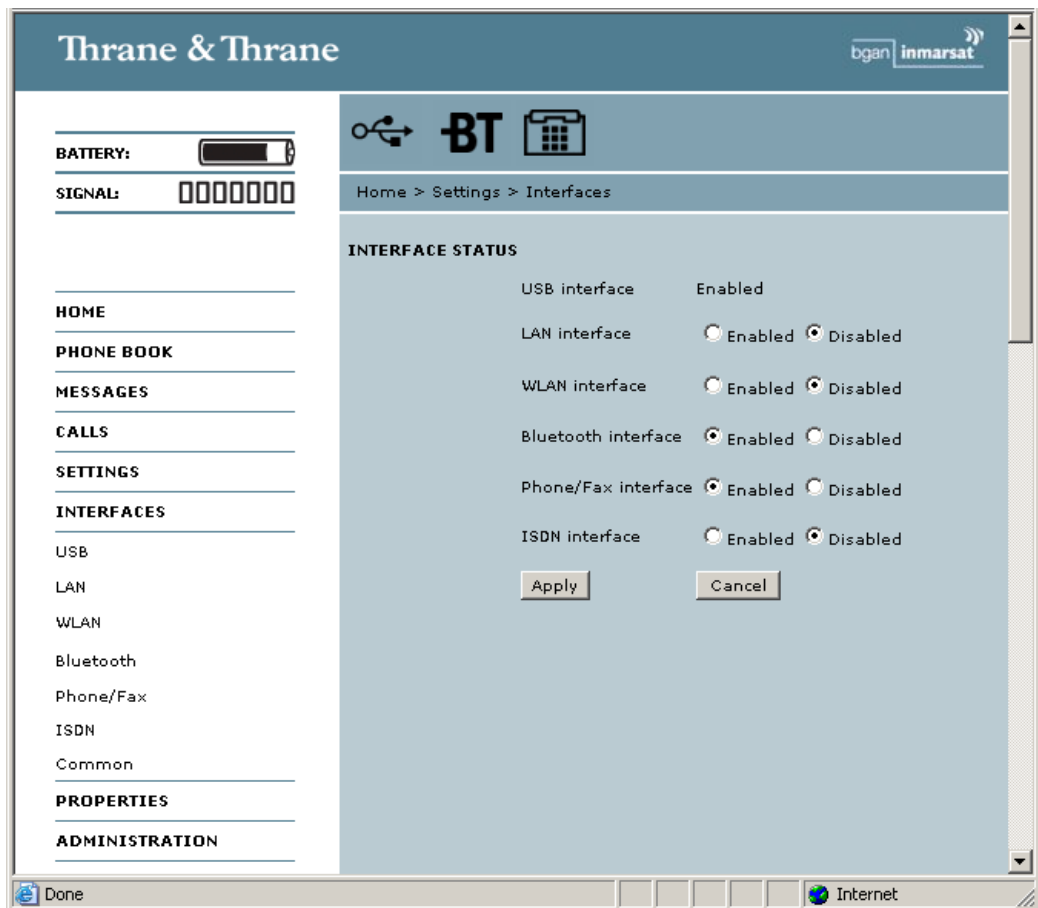 Thrane & Thrane
bgan inmarsat
BATTERY:
SIGNAL:
BT
Home > Settings > Interfaces
HOME
PHONE BOOK
MESSAGES
CALLS
SETTINGS
INTERFACES
USB
LAN
WLAN
Bluetooth
Phone/Fax
ISDN
Common
PROPERTIES
ADMINISTRATION
INTERFACE STATUS
USB interface Enabled
LAN interface Enabled Disabled
WLAN interface Enabled Disabled
Bluetooth interface Enabled Disabled
Phone/Fax interface Enabled Disabled
ISDN interface Enabled Disabled
Apply Cancel
Done Internet